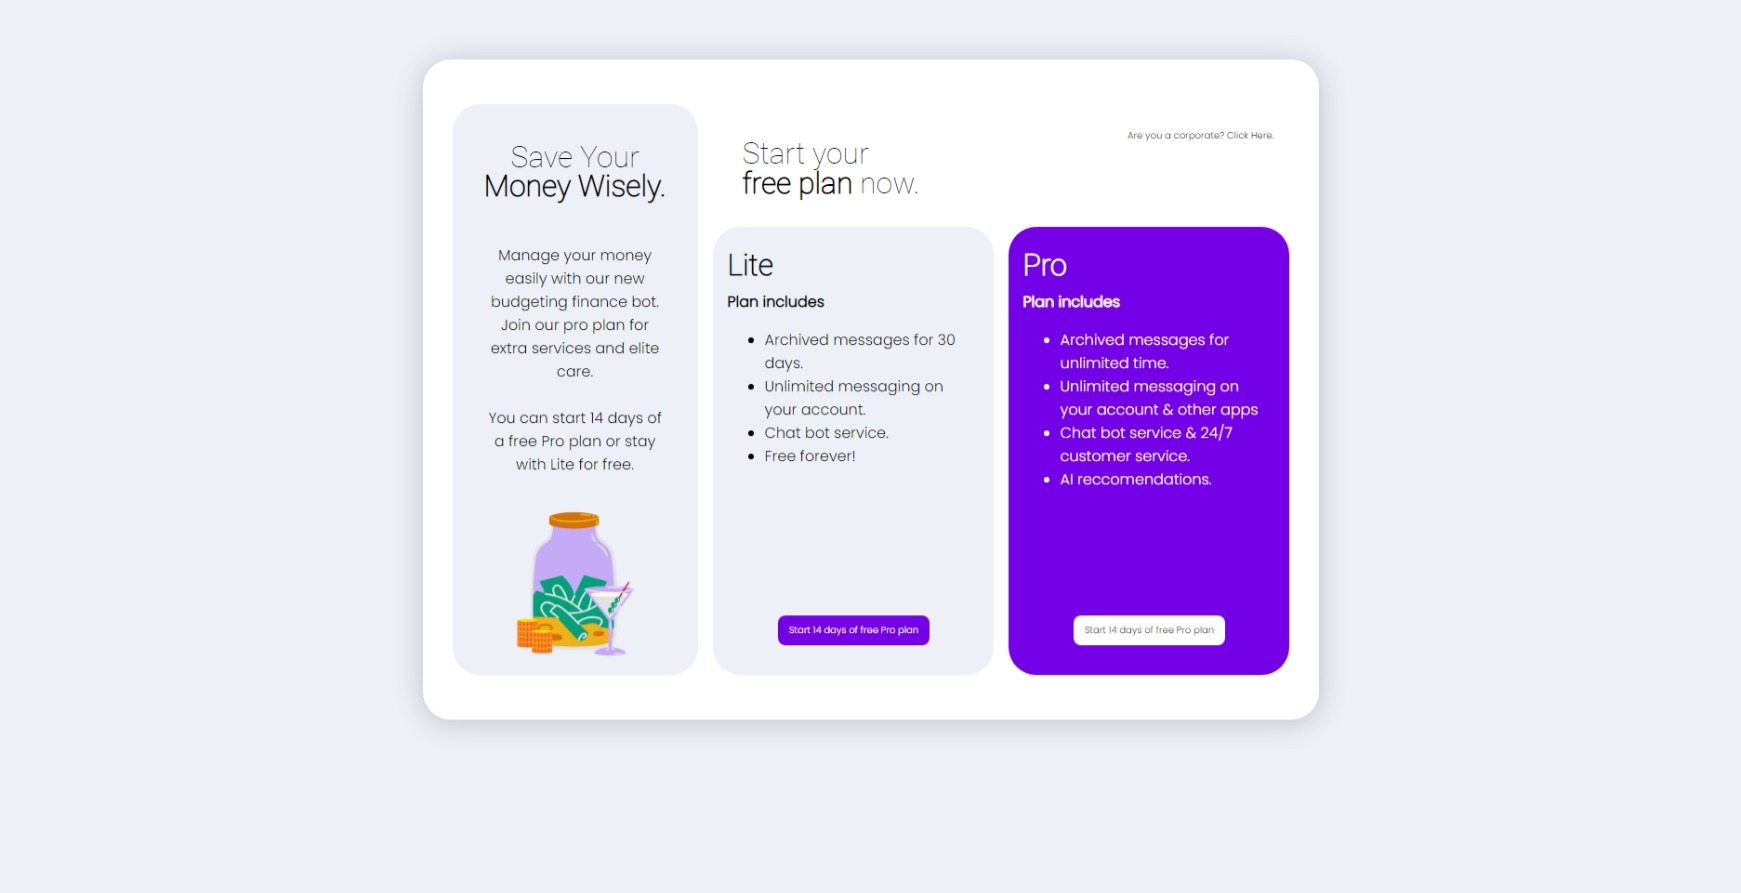 Save Your
Money Wisely.
Manage your money
easily with our new
budgeting finance bot.
Join our pro plan for
extra services and elite
care.
You can start 14 days of
a free Pro plan or stay
with Lite for free.
Start your
free plan now.
Are you a corporate? Click Here.
Lite
Plan includes
Archived messages for 30
days.
Unlimited messaging on
your account.
Chat bot service.
Free forever!
Start 14 days of free Pro plan
Pro
Plan includes
Archived messages for
unlimited time.
Unlimited messaging on
your account & other apps
Chat bot service & 24/7
customer service.
AI reccomendations.
Start 14 days of free Pro plan